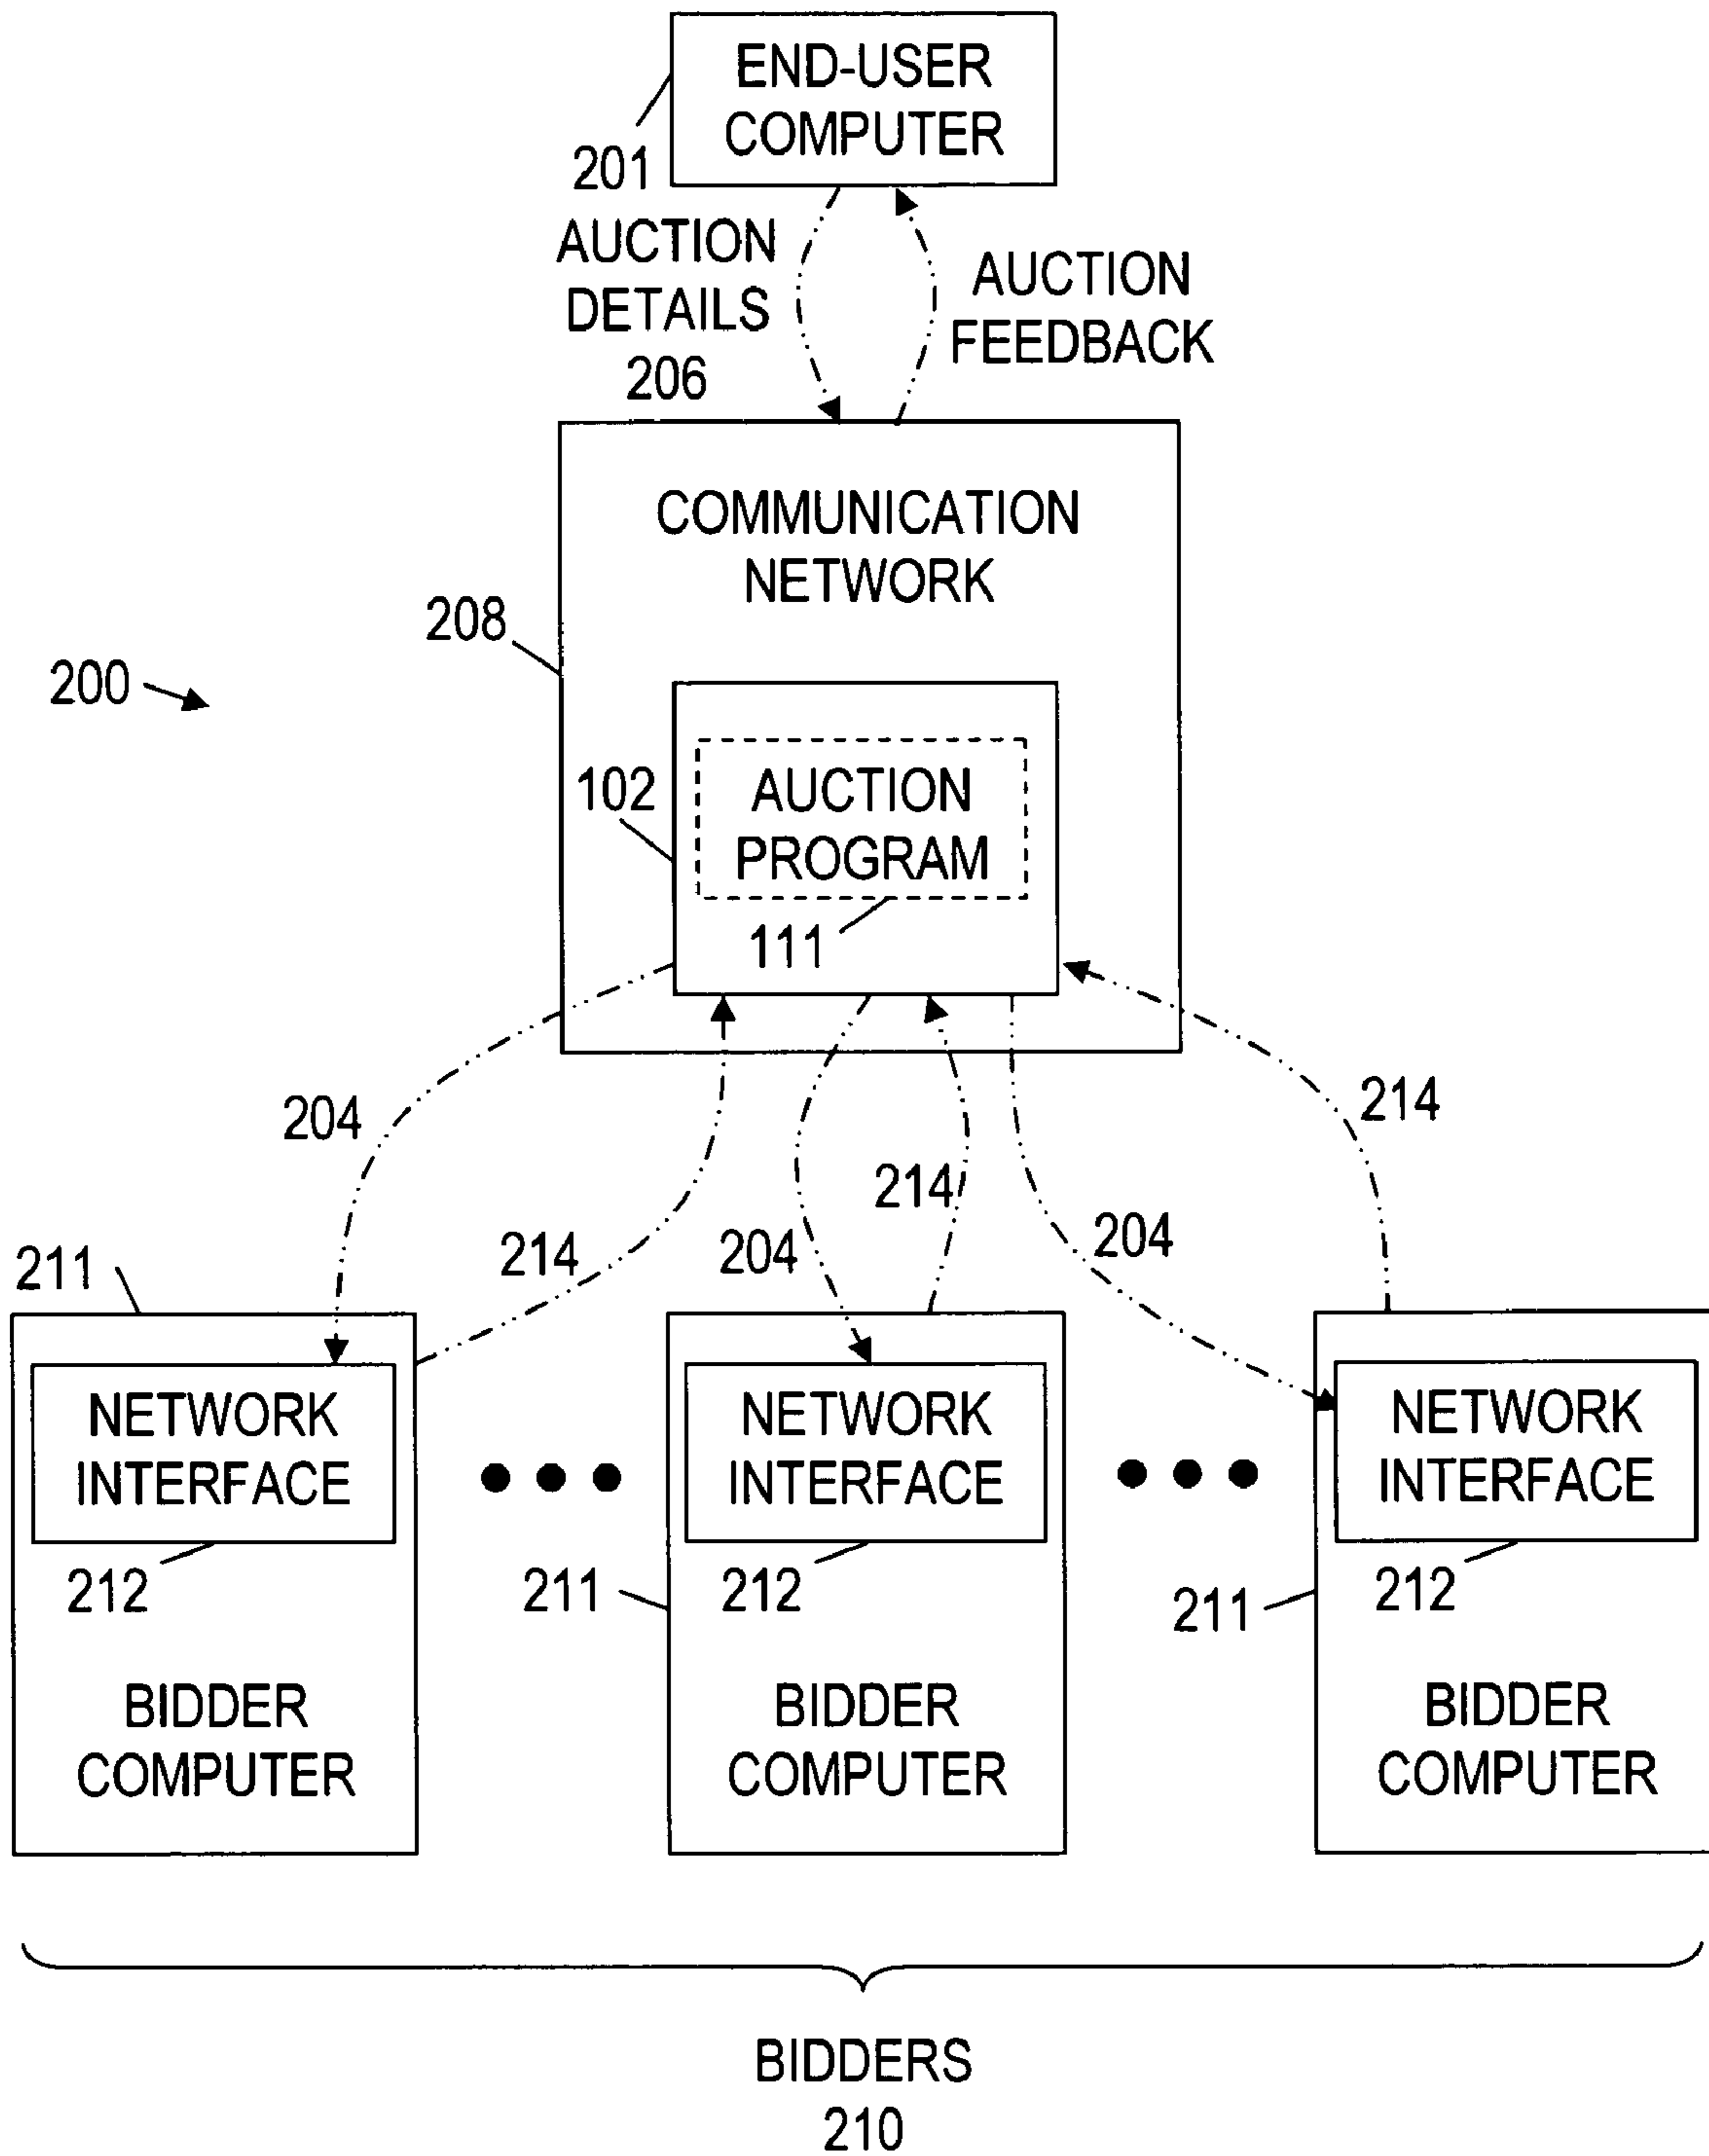 END-USER
COMPUTER
201
AUCTION
DETAILS
206
AUCTION
FEEDBACK
COMMUNICATION
NETWORK
208
200
102
AUCTION
PROGRAM
111
204
214
204
214
204
214
211
NETWORK
INTERFACE
212
BIDDER
COMPUTER
211
NETWORK
INTERFACE
212
BIDDER
COMPUTER
211
NETWORK
INTERFACE
212
BIDDER
COMPUTER
BIDDERS
210